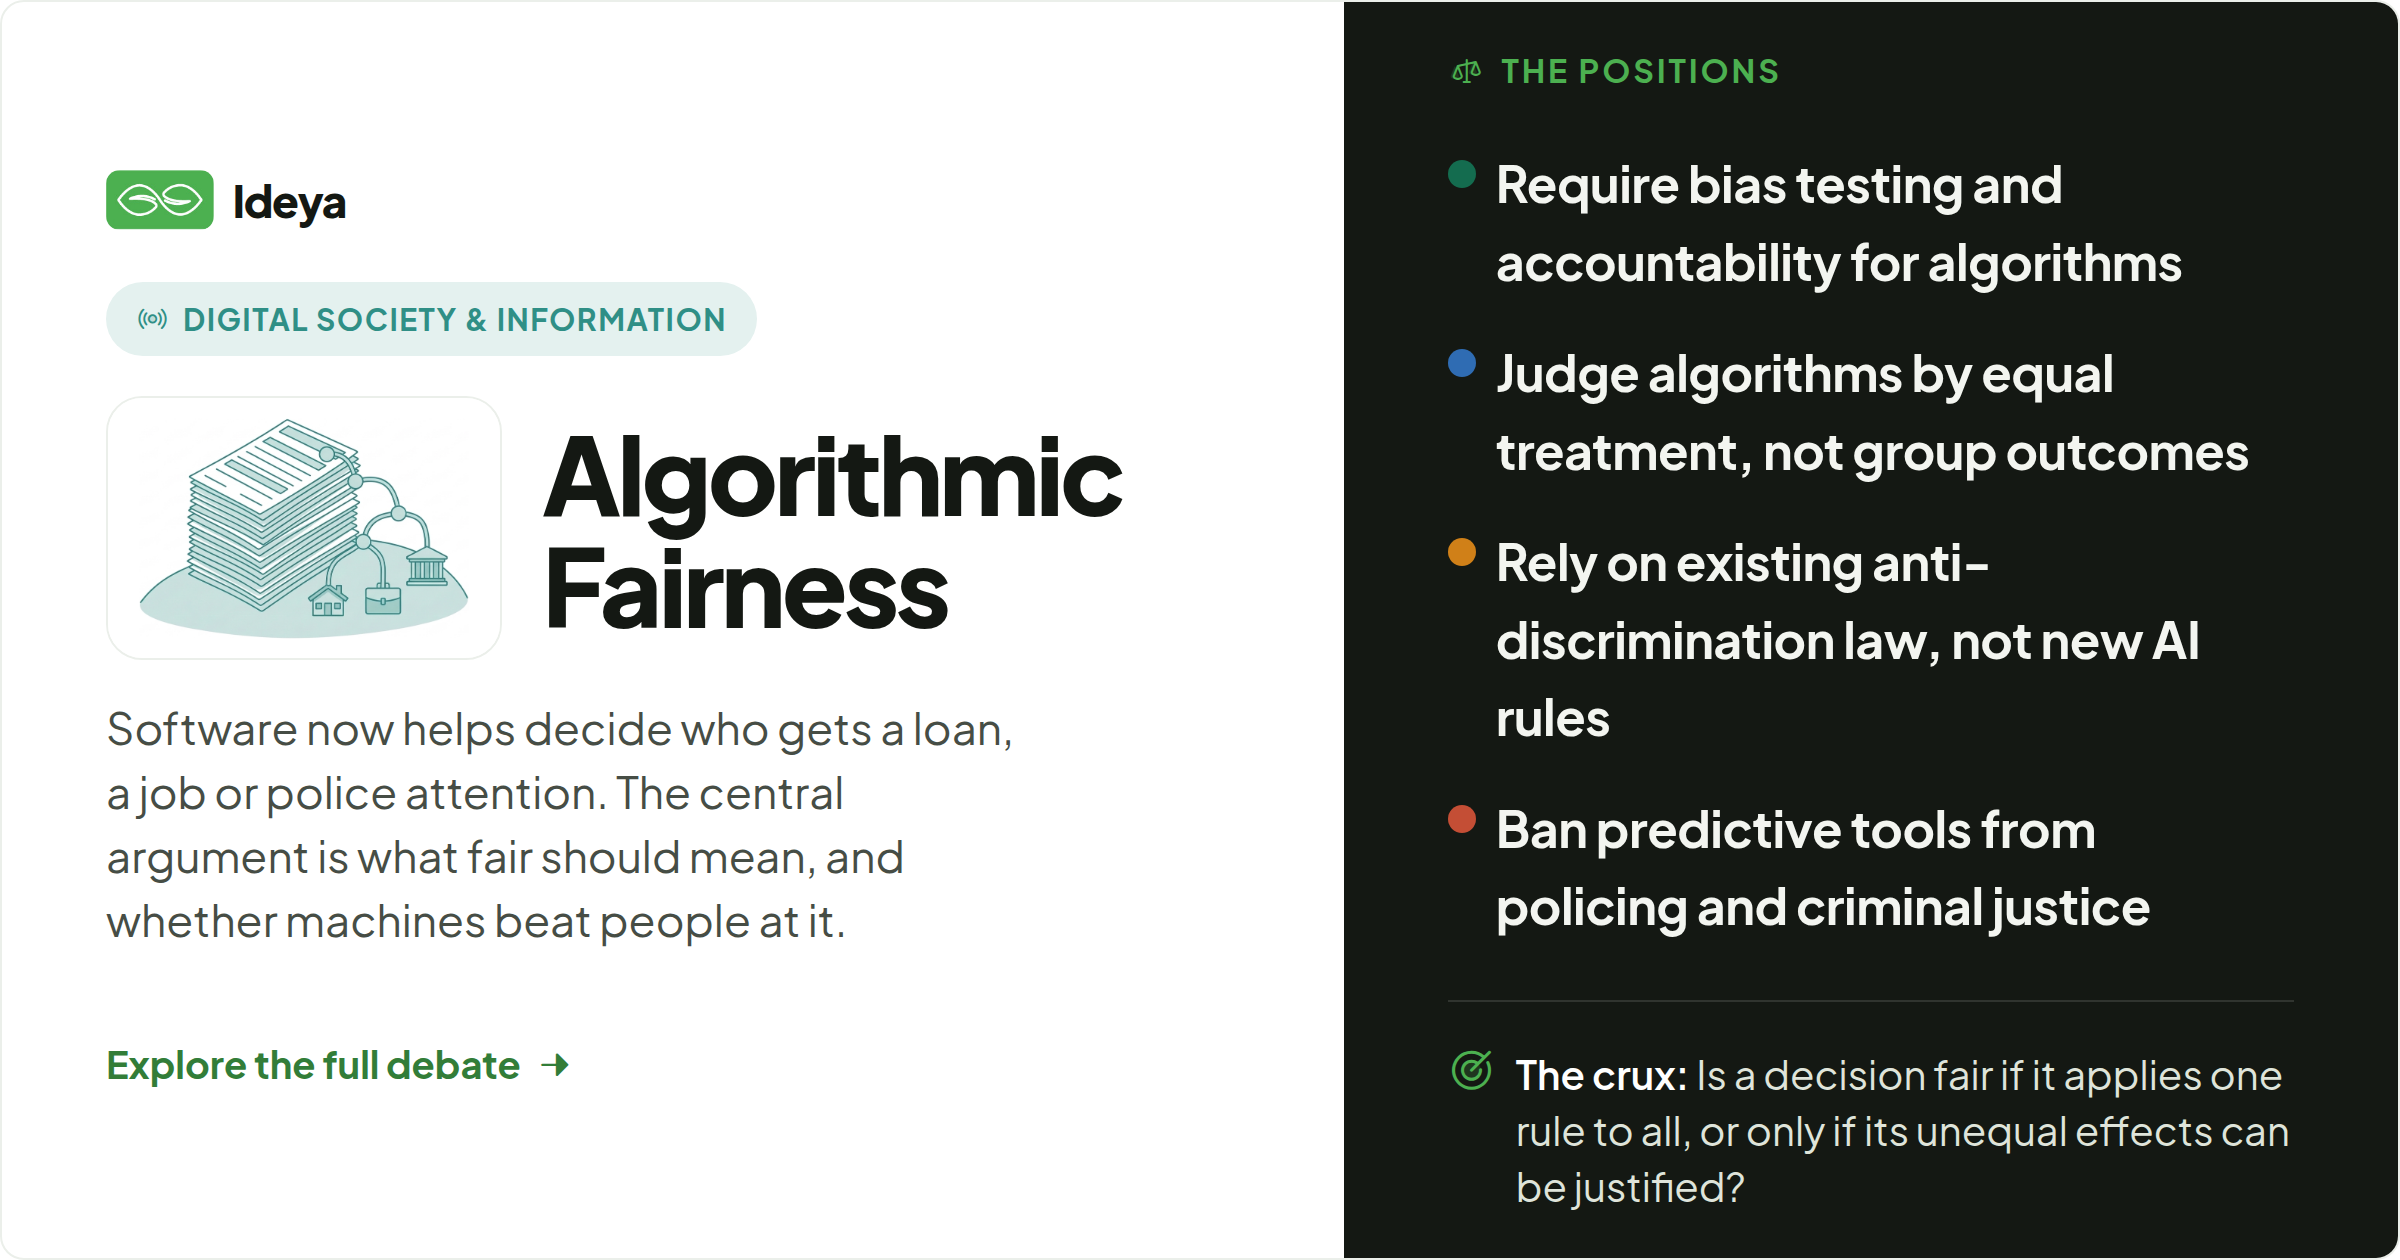 Ideya
DIGITAL SOCIETY & INFORMATION
Algorithmic
Fairness
Software now helps decide who gets a loan,
a job or police attention. The central
argument is what fair should mean, and
whether machines beat people at it.
Explore the full debate
THE POSITIONS
Require bias testing and
accountability for algorithms
Judge algorithms by equal
treatment, not group outcomes
Rely on existing anti-
discrimination law, not new AI
rules
Ban predictive tools from
policing and criminal justice
The crux: Is a decision fair if it applies one
rule to all, or only if its unequal effects can
be justified?